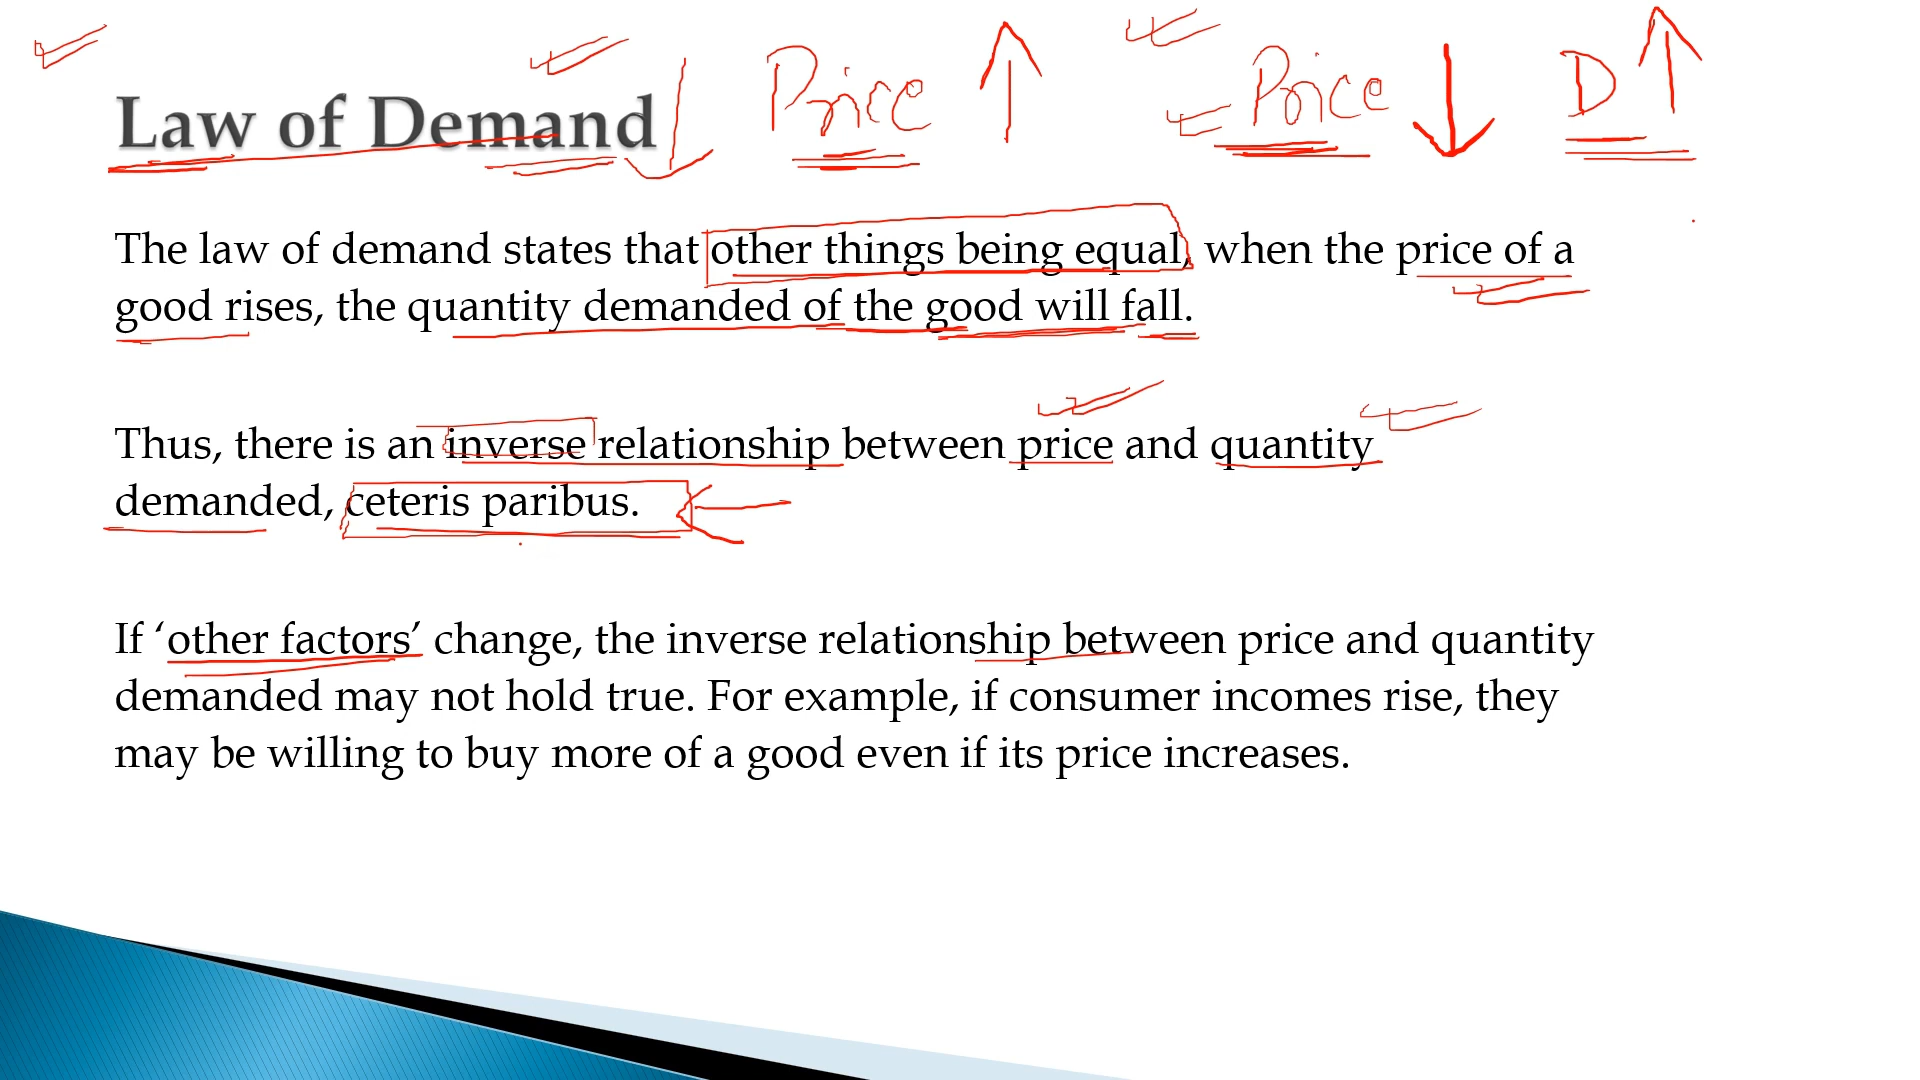 Price Price D
Law of Demand
The law of demand states that other things being equal, when the price of a
good rises, the quantity demanded of the good will fall.
Thus, there is an inverse relationship between price and quantity
demanded, ceteris paribus.
If ‘other factors’ change, the inverse relationship between price and quantity
demanded may not hold true. For example, if consumer incomes rise, they
may be willing to buy more of a good even if its price increases.